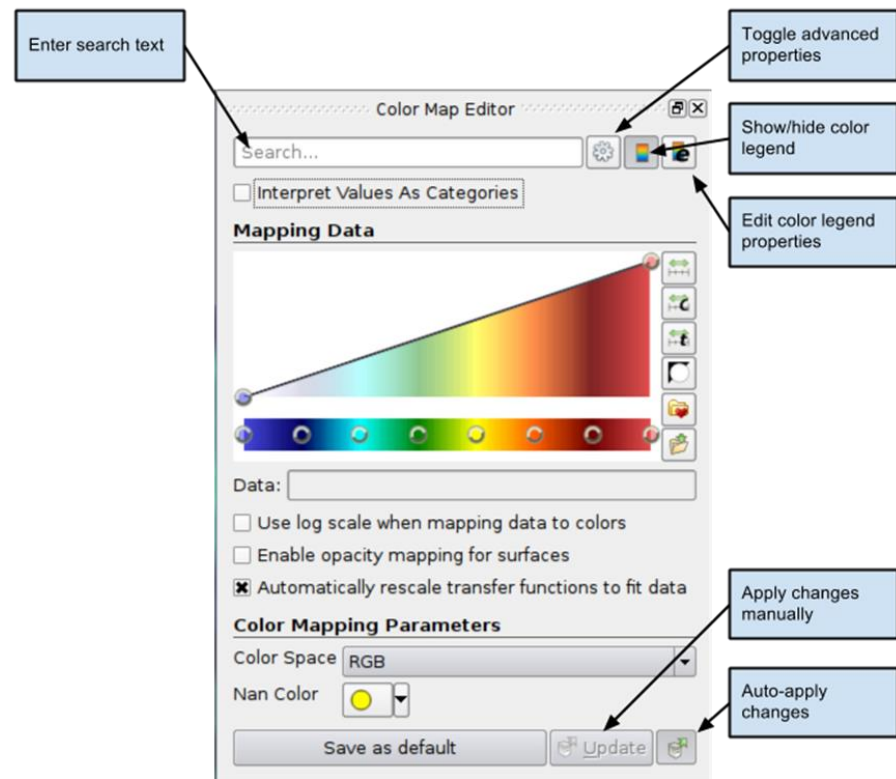 Enter search text
Toggle advanced
properties
Color Map Editor
Search...
Show/hide color
legend
e
Interpret Values As Categories
Edit color legend
properties
Mapping Data
c
t
Data:
Use log scale when mapping data to colors
Enable opacity mapping for surfaces
Automatically rescale transfer functions to fit data
Apply changes
manually
Color Mapping Parameters
Color Space RGB
Nan Color
Auto-apply
changes
Save as default
Update